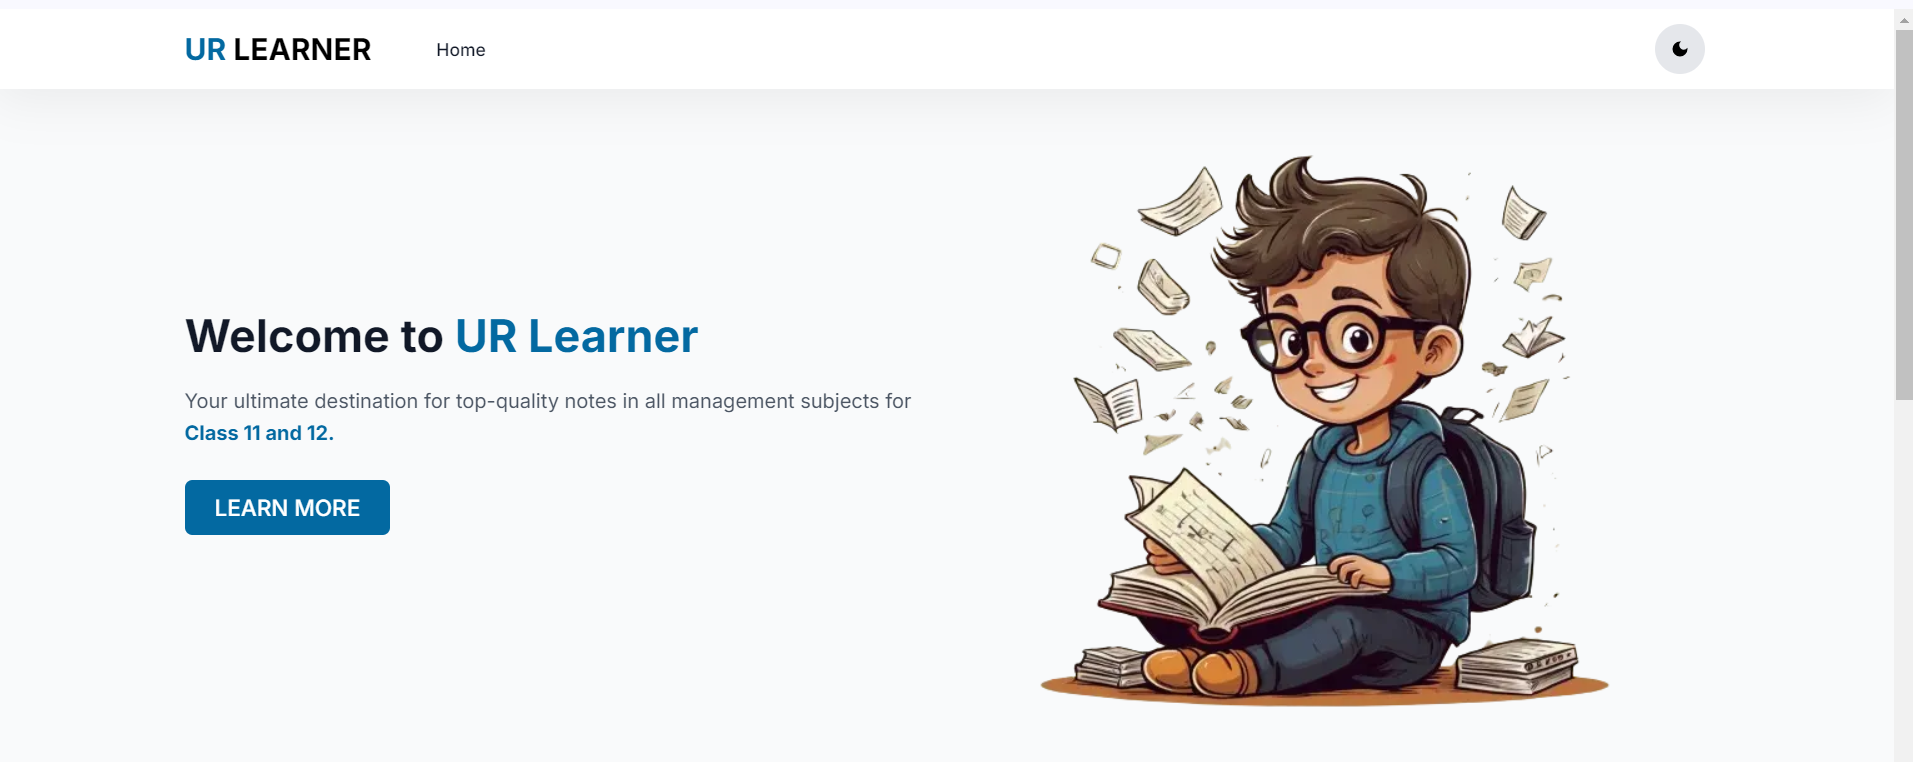 UR LEARNER
Home
Welcome to UR Learner
Your ultimate destination for top-quality notes in all management subjects for
Class 11 and 12.
LEARN MORE